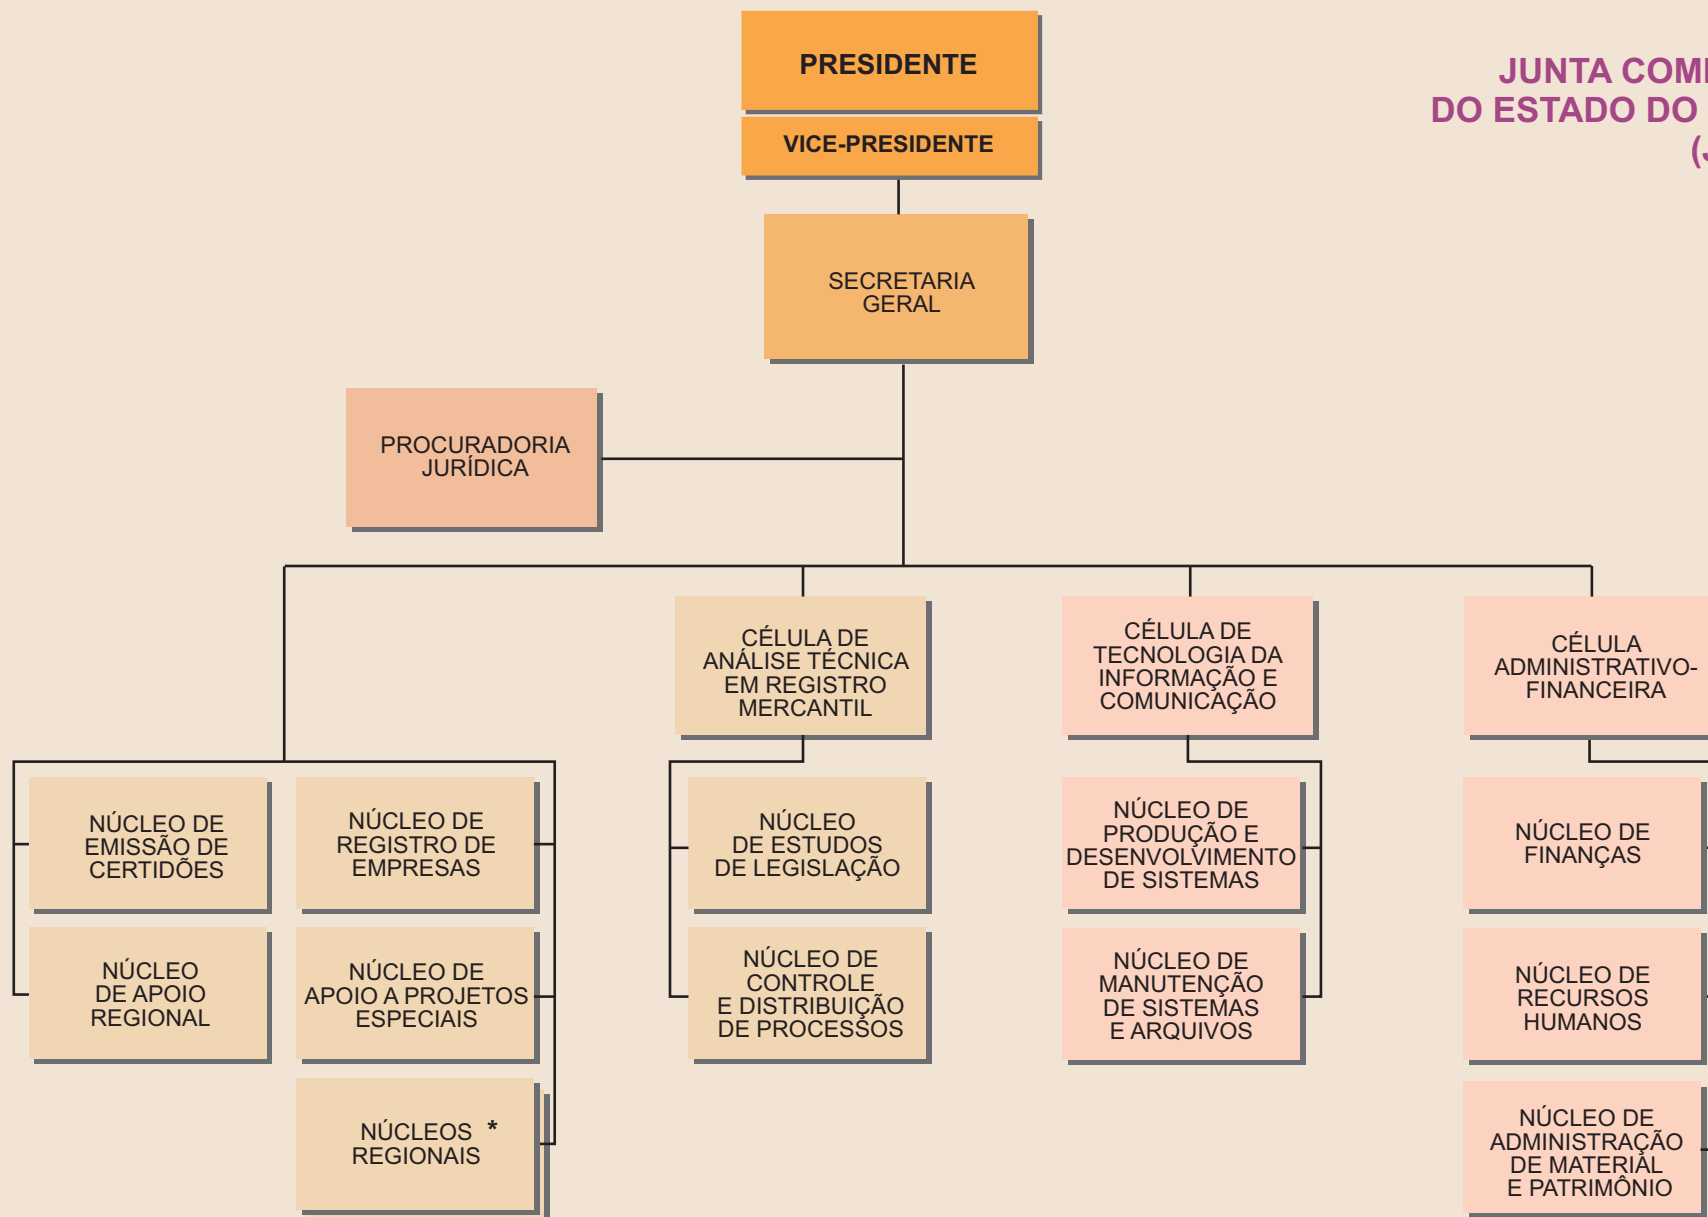 PRESIDENTE
VICE-PRESIDENTE
JUNTA COM
DO ESTADO DO
(
SECRETARIA
GERAL
PROCURADORIA
JURÍDICA
CÉLULA DE
ANÁLISE TÉCNICA
EM REGISTRO
MERCANTIL
CÉLULA DE
TECNOLOGIA DA
INFORMAÇÃO E
COMUNICAÇÃO
CÉLULA
ADMINISTRATIVO-
FINANCEIRA
NÚCLEO DE
EMISSÃO DE
CERTIDÕES
NÚCLEO DE
REGISTRO DE
EMPRESAS
NÚCLEO
DE ESTUDOS
DE LEGISLAÇÃO
NÚCLEO DE
PRODUÇÃO E
DESENVOLVIMENTO
DE SISTEMAS
NÚCLEO DE
FINANÇAS
NÚCLEO
DE APOIO
REGIONAL
NÚCLEO DE
APOIO A PROJETOS
ESPECIAIS
NÚCLEO DE
CONTROLE
E DISTRIBUIÇÃO
DE PROCESSOS
NÚCLEO DE
MANUTENÇÃO
DE SISTEMAS
E ARQUIVOS
NÚCLEO DE
RECURSOS
HUMANOS
NÚCLEOS *
REGIONAIS
NÚCLEO DE
ADMINISTRAÇÃO
DE MATERIAL
E PATRIMÔNIO